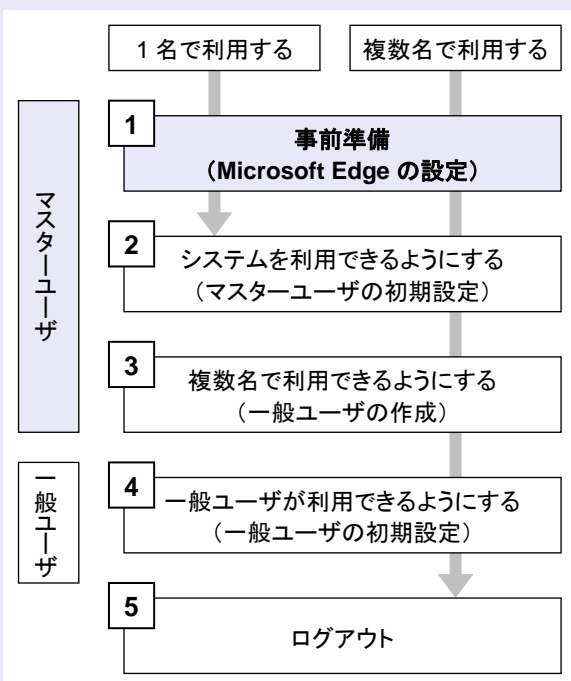 1 名で利用する
複数名で利用する
マスターユーザ
1
事前準備
（Microsoft Edge の設定）
2
システムを利用できるようにする
（マスターユーザの初期設定）
3
複数名で利用できるようにする
（一般ユーザの作成）
一般ユーザ
4
一般ユーザが利用できるようにする
（一般ユーザの初期設定）
5
ログアウト